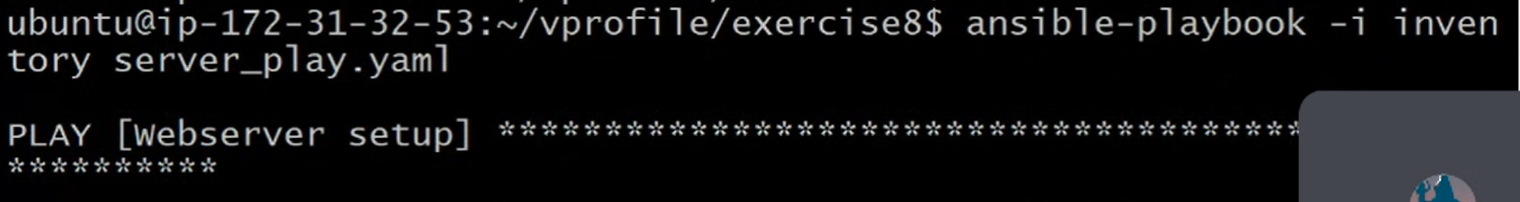 ubuntu@ip-172-31-32-53:~/vprofile/exercise8$ ansible-playbook -i inven
tory server_play.yaml
PLAY [Webserver setup] **************************************
**********